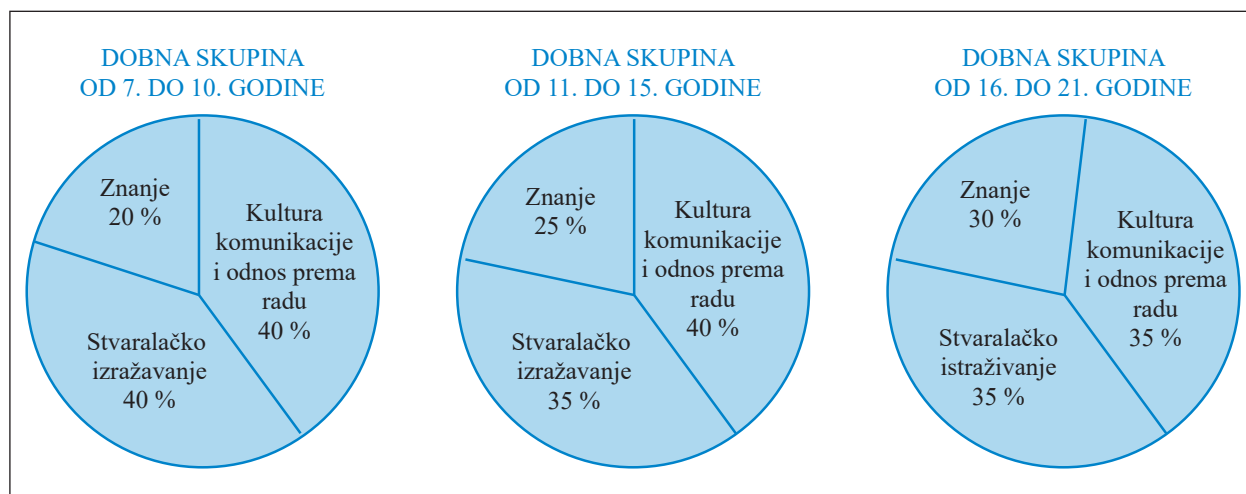 DOBNA SKUPINA
OD 7. DO 10. GODINE
Znanje
20 %
Kultura
komunikacije
i odnos prema
radu
40 %
Stvaralačko
izražavanje
40 %
DOBNA SKUPINA
OD 11. DO 15. GODINE
Znanje
25 %
Kultura
komunikacije
i odnos prema
radu
40 %
Stvaralačko
izražavanje
35 %
DOBNA SKUPINA
OD 16. DO 21. GODINE
Znanje
30 %
Kultura
komunikacije
i odnos prema
radu
35 %
Stvaralačko
istraživanje
35 %